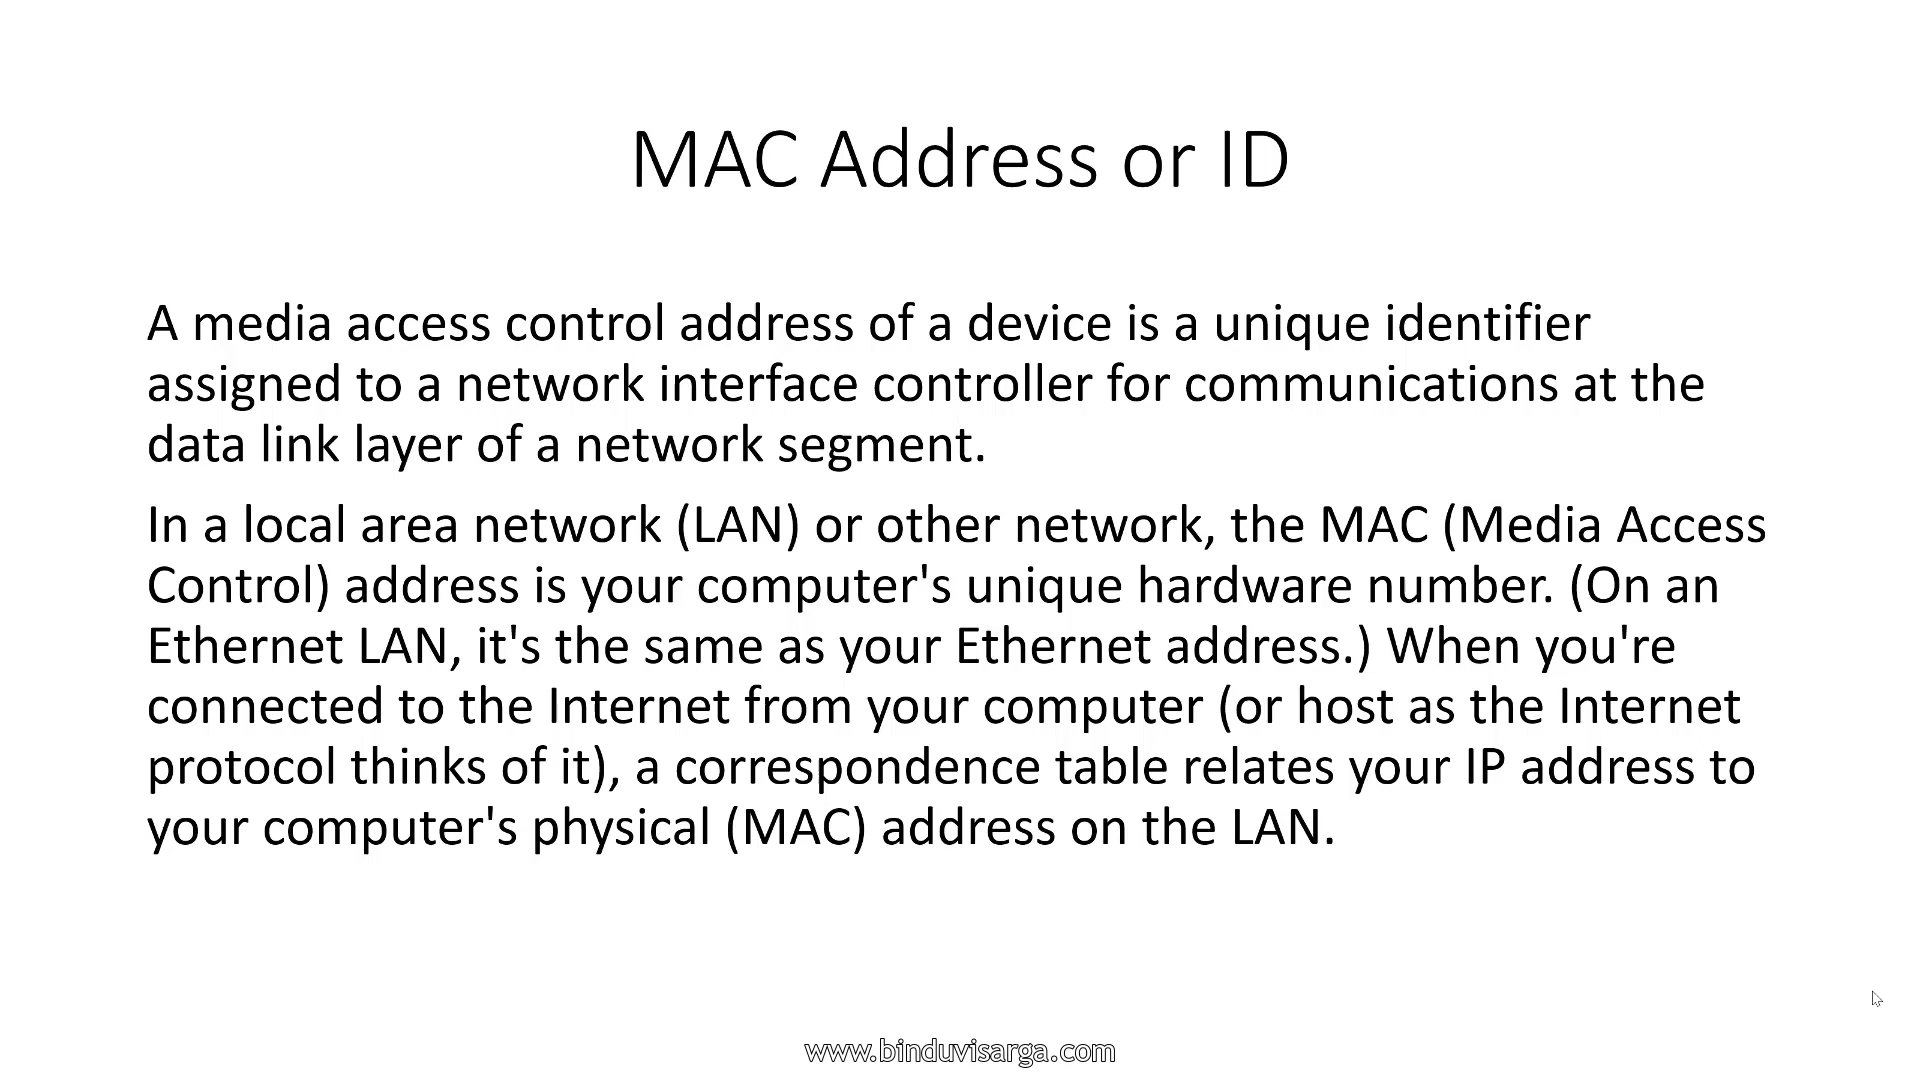 MAC Address or ID
A media access control address of a device is a unique identifier
assigned to a network interface controller for communications at the
data link layer of a network segment.
In a local area network (LAN) or other network, the MAC (Media Access
Control) address is your computer's unique hardware number. (On an
Ethernet LAN, it's the same as your Ethernet address.) When you're
connected to the Internet from your computer (or host as the Internet
protocol thinks of it), a correspondence table relates your IP address to
your computer's physical (MAC) address on the LAN.
www.binduvisarga.com